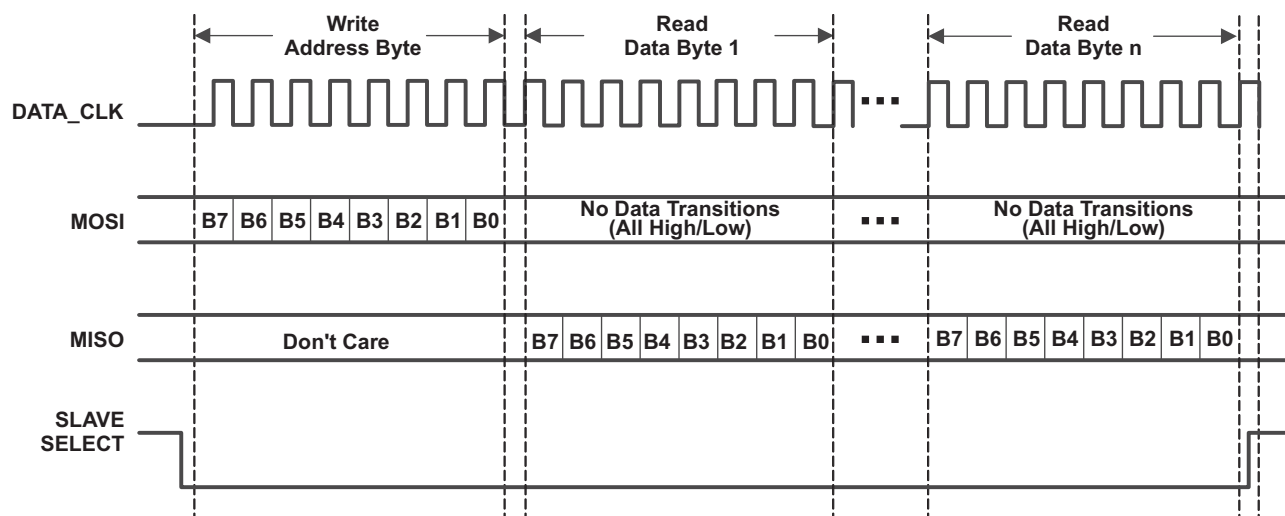 Write
Address Byte
Read
Data Byte 1
Read
Data Byte n
DATA_CLK
MOSI
B7 B6 B5 B4 B3 B2 B1 B0
No Data Transitions
(All High/Low)
No Data Transitions
(All High/Low)
MISO
Don't Care
B7 B6 B5 B4 B3 B2 B1 B0
B7 B6 B5 B4 B3 B2 B1 B0
SLAVE
SELECT